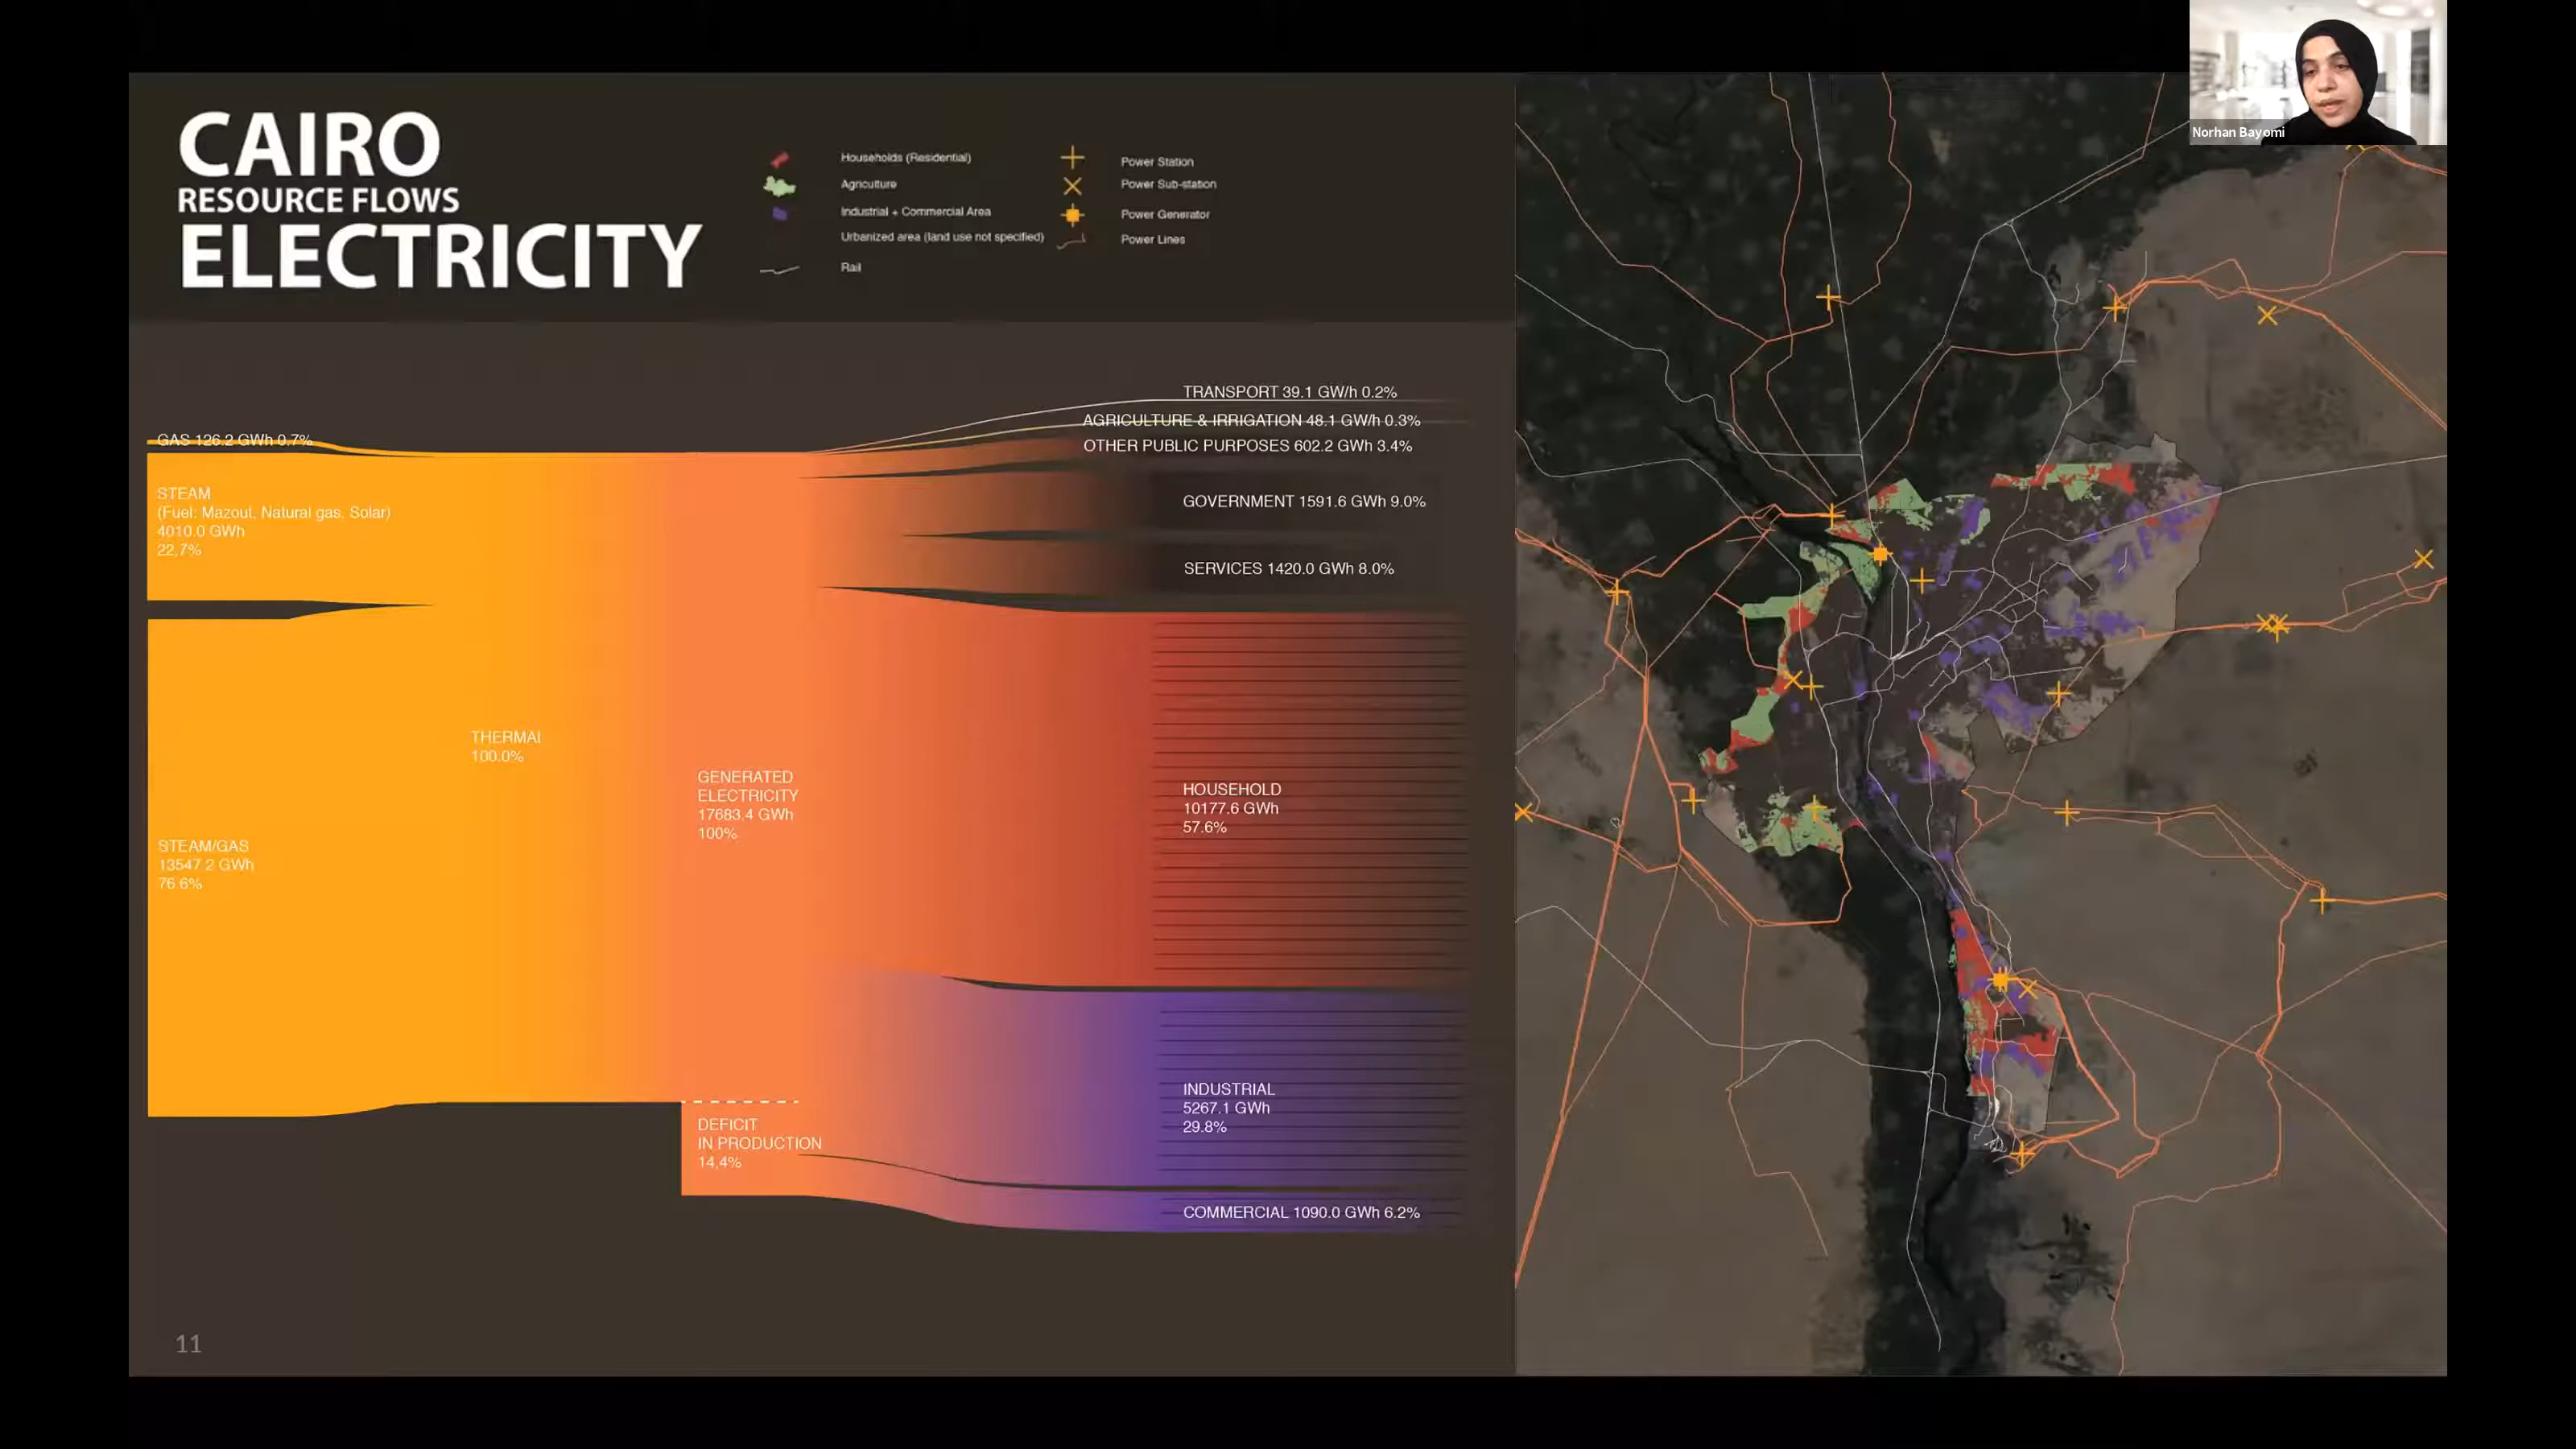 CAIRO
RESOURCE FLOWS
ELECTRICITY
Households (Residential)
Agriculture
Industrial + Commercial Area
Urbanized area (land use not specified)
Rail
Power Station
Power Sub-station
Power Generator
Power Lines
Norhan Bayomi
GAS 126.2 GWh 0.7%
STEAM
(Fuel: Mazout, Natural gas, Solar)
4010.0 GWh
22,7%
STEAM/GAS
13547.2 GWh
76.6%
THERMAL
100.0%
GENERATED
ELECTRICITY
17683.4 GWh
100%
DEFICIT
IN PRODUCTION
14,4%
TRANSPORT 39.1 GW/h 0.2%
AGRICULTURE & IRRIGATION 48.1 GW/h 0.3%
OTHER PUBLIC PURPOSES 602.2 GWh 3.4%
GOVERNMENT 1591.6 GWh 9.0%
SERVICES 1420.0 GWh 8.0%
HOUSEHOLD
10177.6 GWh
57.6%
INDUSTRIAL
5267.1 GWh
29.8%
COMMERCIAL 1090.0 GWh 6.2%
11